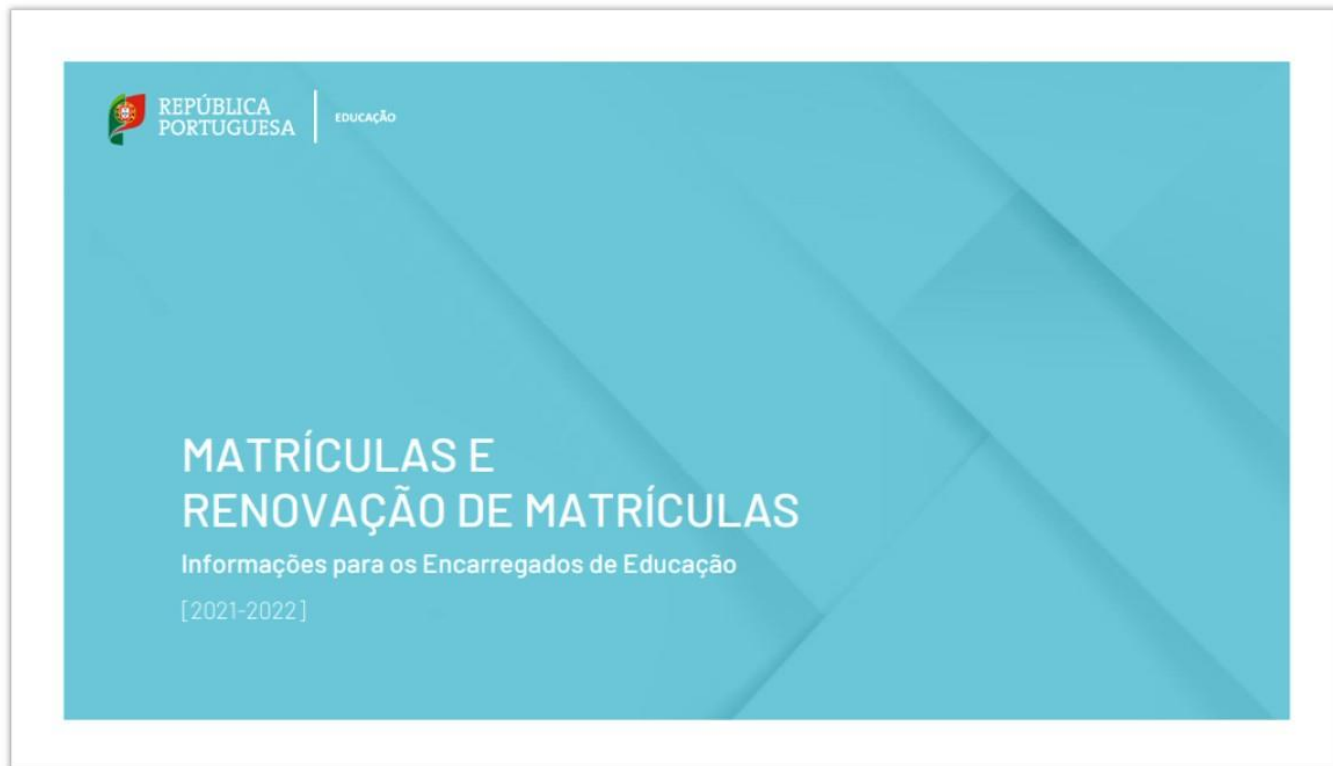 REPÚBLICA
PORTUGUESA
EDUCAÇÃO
MATRÍCULAS E
RENOVAÇÃO DE MATRÍCULAS
Informações para os Encarregados de Educação
[2021-2022]